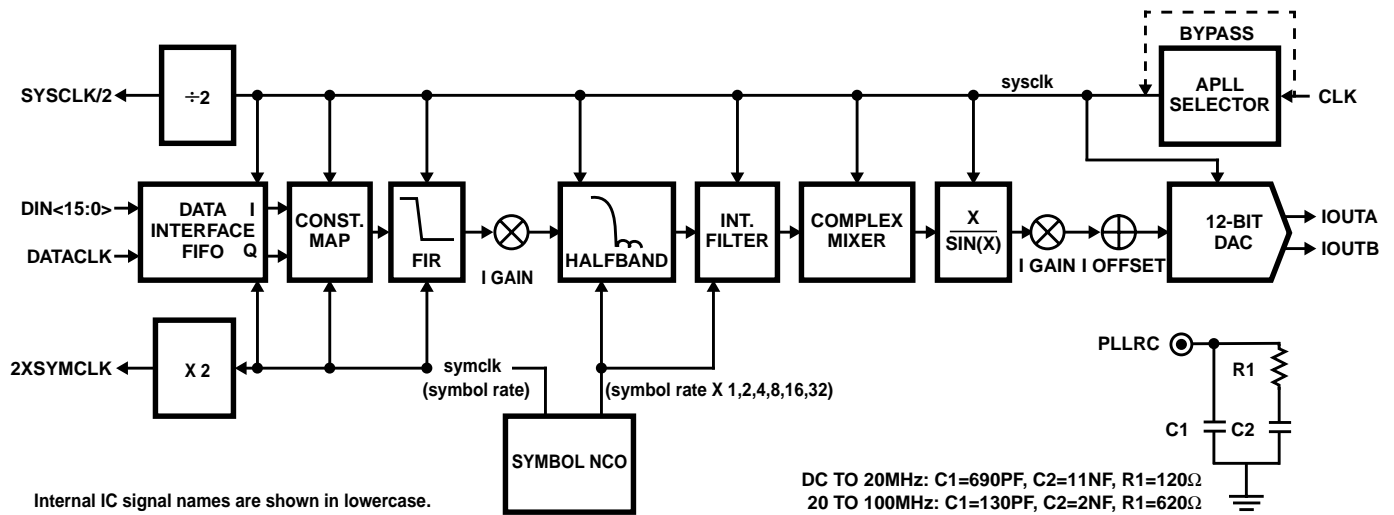 BYPASS
SYSCLK/2
÷2
sysclk
APLL
SELECTOR
CLK
DIN<15:0>
DATACLK
DATA
INTERFACE
FIFO
I
Q
CONST.
MAP
FIR
I GAIN
HALFBAND
INT.
FILTER
COMPLEX
MIXER
X
SIN(X)
I GAIN
I OFFSET
12-BIT
DAC
IOUTA
IOUTB
2XSYMCLK
X 2
symclk
(symbol rate)
(symbol rate X 1,2,4,8,16,32)
SYMBOL NCO
PLLRC
R1
C1
C2
Internal IC signal names are shown in lowercase.
DC TO 20MHz: C1=690PF, C2=11NF, R1=120Ω
20 TO 100MHz: C1=130PF, C2=2NF, R1=620Ω